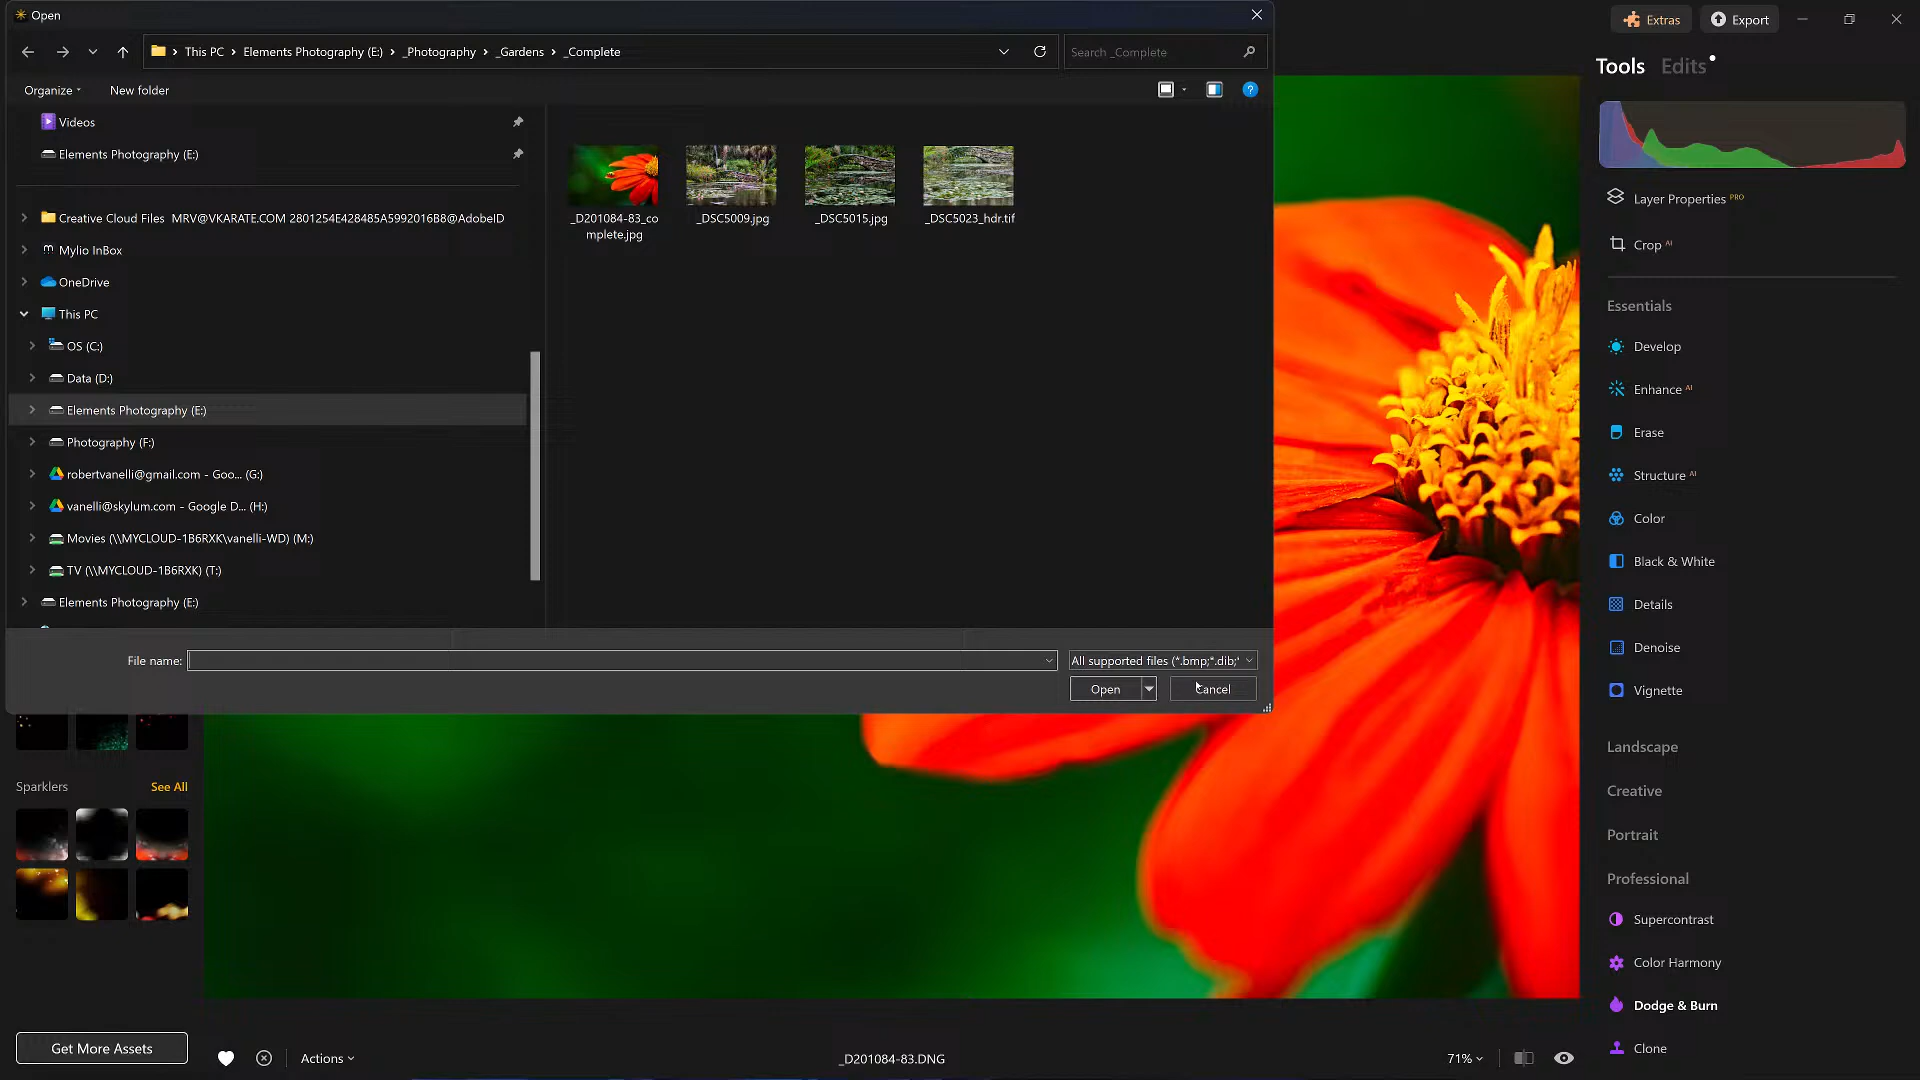 Open
This PC
Elements Photography (E:)
_Photography
_Gardens
_Complete
Search _Complete
Organize
New folder
Videos
Elements Photography (E:)
Creative Cloud Files MRV@VKARATE.COM 2801254E428485A5992016B8@AdobeID
Mylio InBox
OneDrive
This PC
OS (C:)
Data (D:)
Elements Photography (E:)
Photography (F:)
robertvanelli@gmail.com - Goo... (G:)
vanelli@skylum.com - Google D... (H:)
Movies (\\MYCLOUD-1B6RXK\vanelli-WD) (M:)
TV (\\MYCLOUD-1B6RXK) (T:)
Elements Photography (E:)
_D201084-83_co
mplete.jpg
_DSC5009.jpg
_DSC5015.jpg
_DSC5023_hdr.tif
File name:
All supported files (*.bmp;*.dib;*
Open
Cancel
Sparklers
See All
Get More Assets
Actions
_D201084-83.DNG
71%
Extras
Export
Tools
Edits
Layer Properties PRO
Crop AI
Essentials
Develop
Enhance AI
Erase
Structure AI
Color
Black & White
Details
Denoise
Vignette
Landscape
Creative
Portrait
Professional
Supercontrast
Color Harmony
Dodge & Burn
Clone